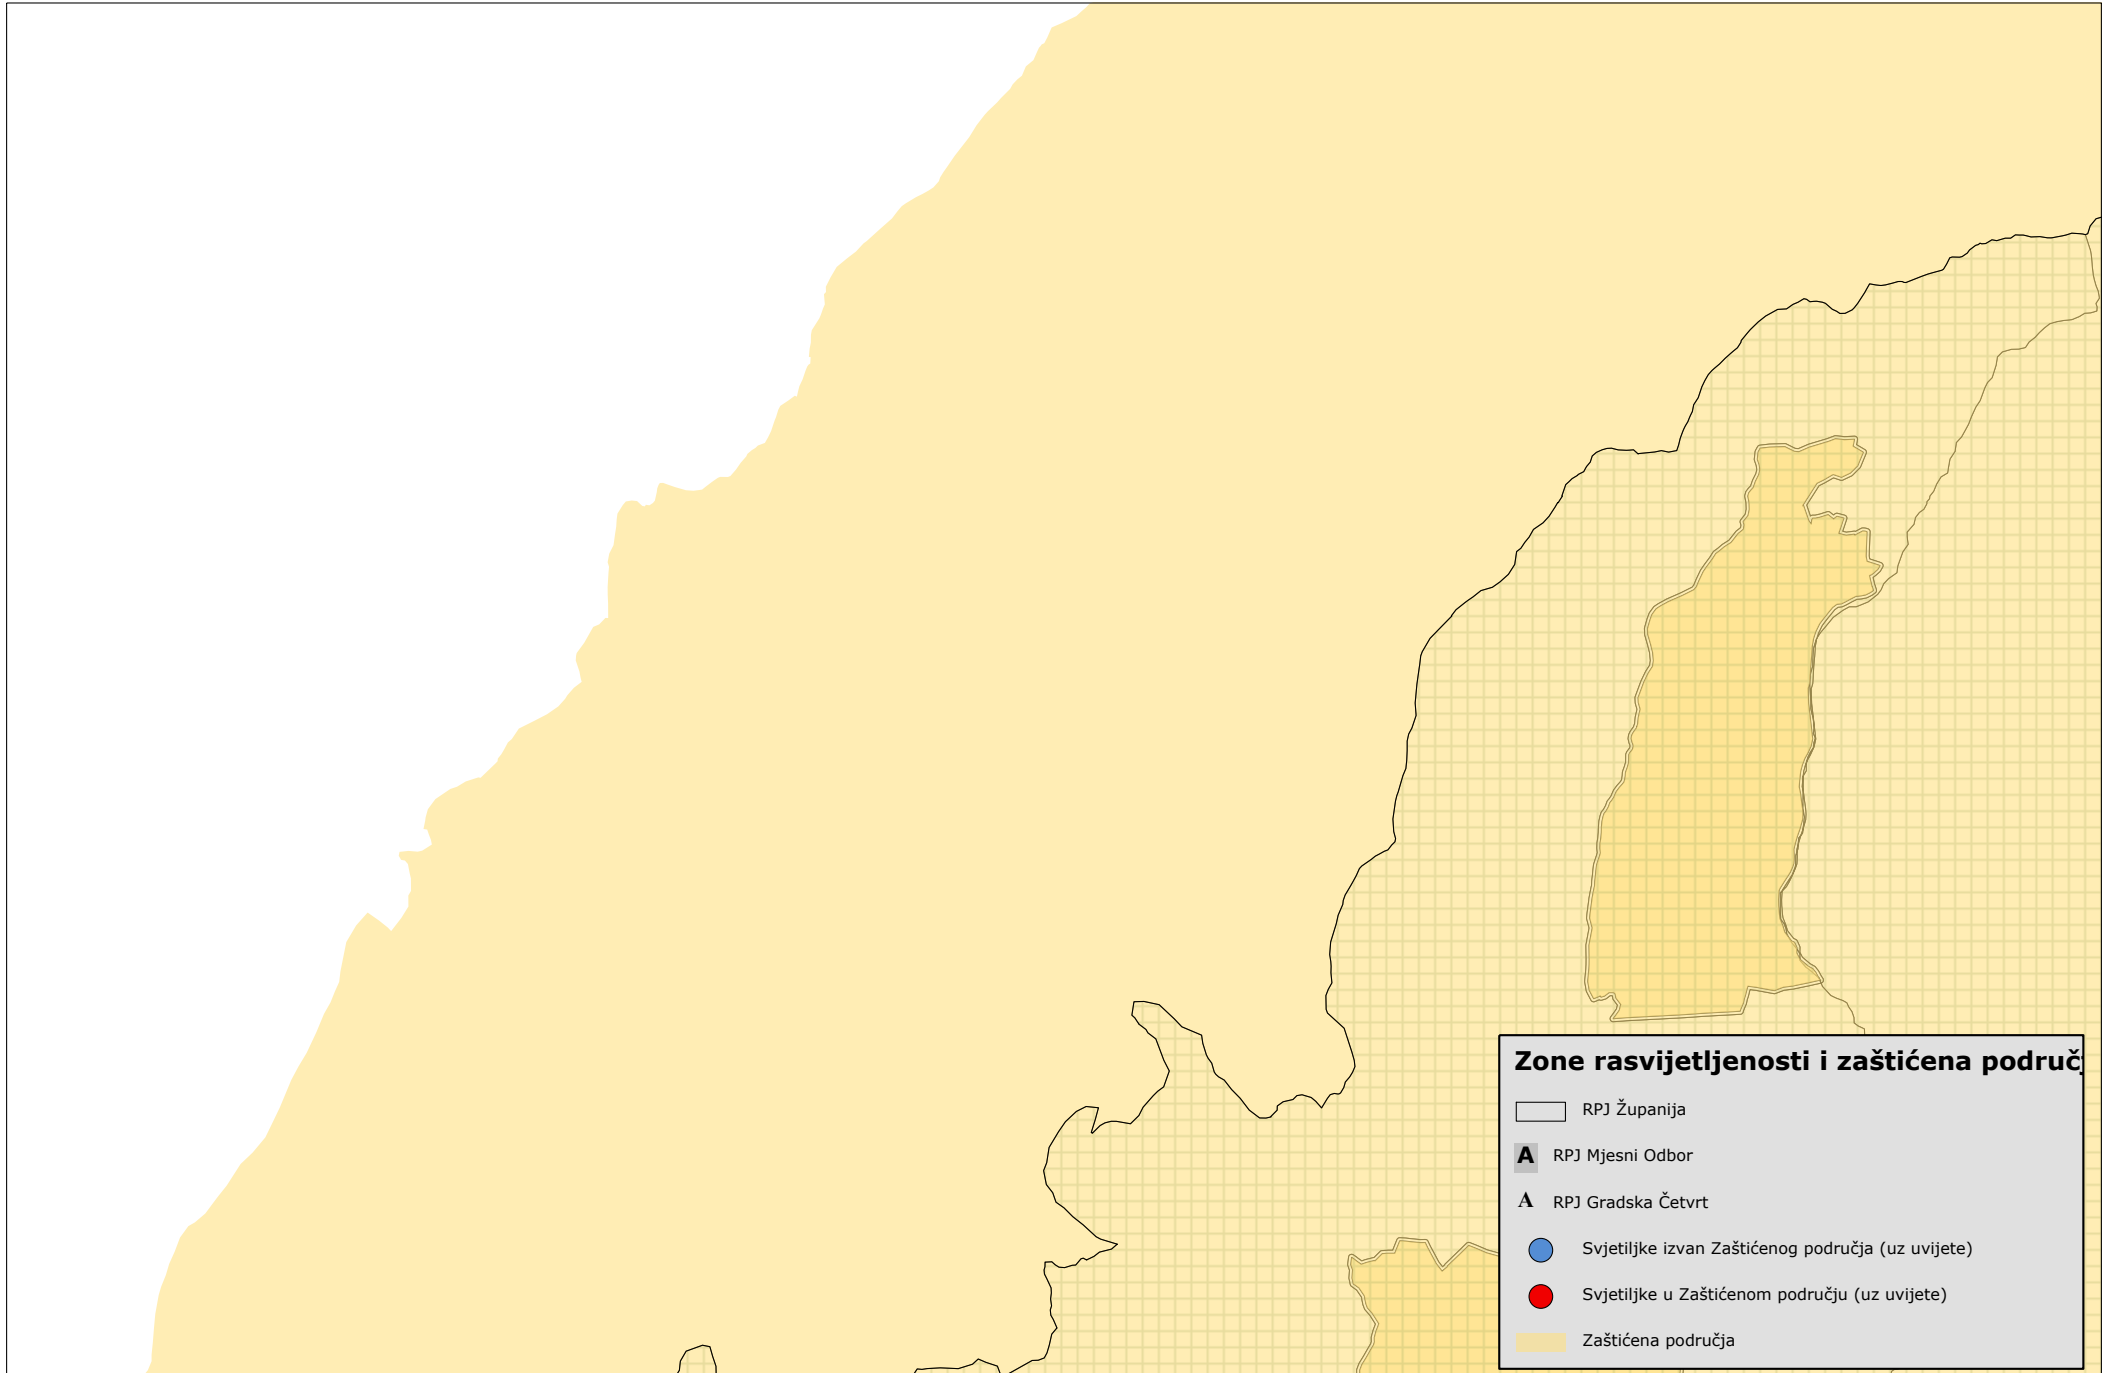 Zone rasvijetljenosti i zaštićena područj
RPJ Županija
A RPJ Mjesni Odbor
A RPJ Gradska Četvrt
Svjetiljke izvan Zaštićenog područja (uz uvijete)
Svjetiljke u Zaštićenom području (uz uvijete)
Zaštićena područja